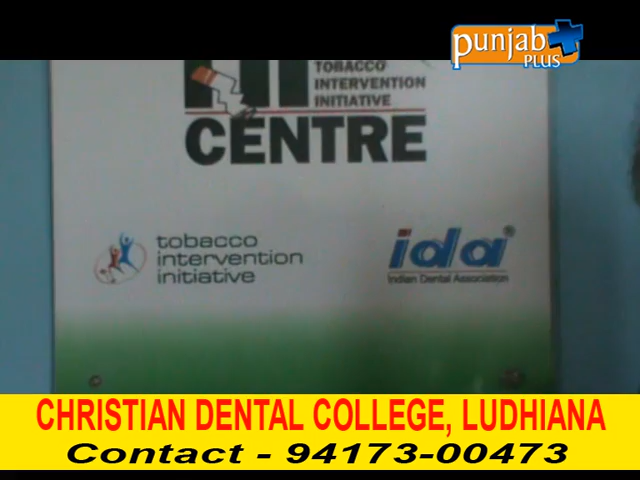 punjab
PLUS
TOBACCO
INTERVENTION
INITIATIVE
CENTRE
tobacco
intervention
initiative
ida®
Indian Dental Association
CHRISTIAN DENTAL COLLEGE, LUDHIANA
Contact - 94173-00473